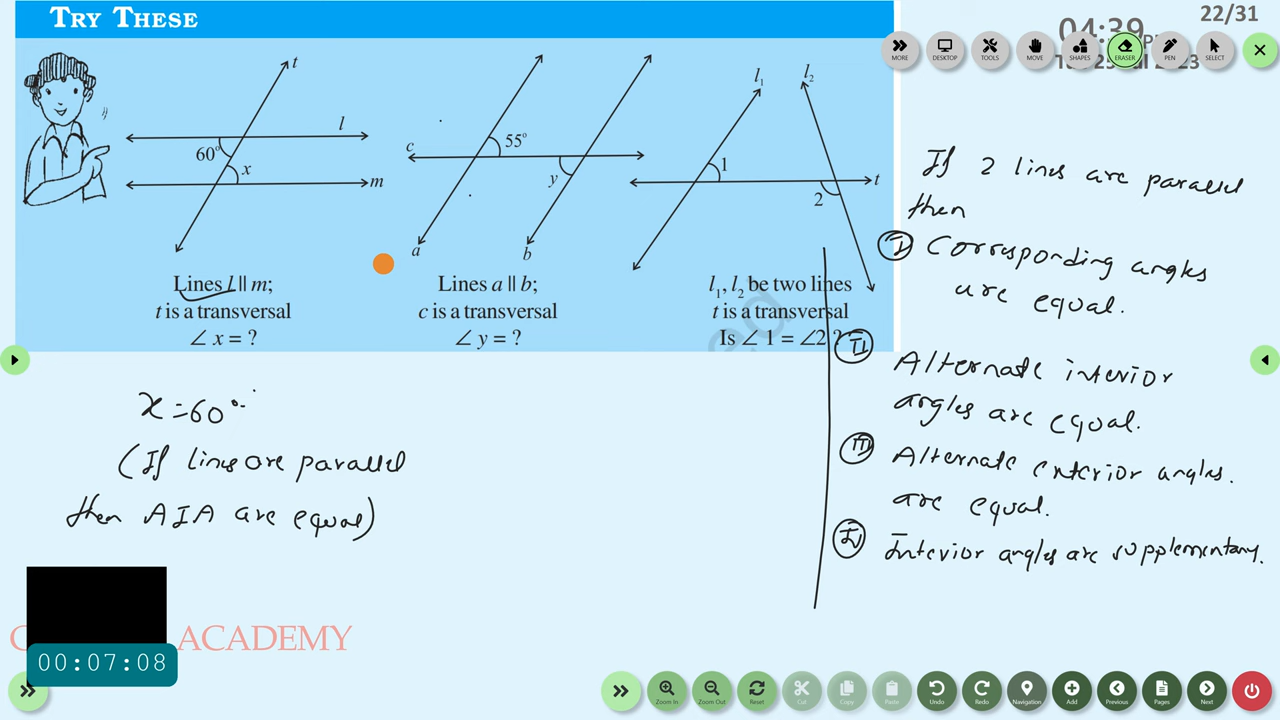 TRY THESE
22/31
04:39
MORE
DESKTOP
TOOLS
MOVE
SHAPES
ERASER
PEN
SELECT
t
l
60°
x
m
c
55°
y
a
b
l1
l2
1
t
2
Lines l || m;
t is a transversal
∠ x = ?
Lines a || b;
c is a transversal
∠ y = ?
l1, l2 be two lines
t is a transversal
Is ∠ 1 = ∠2 ?
x = 60°
(If lines are parallel
then AIA are equal)
If 2 lines are parallel
then
I Corresponding angles
are equal.
II Alternate interior
angles are equal.
III Alternate exterior angles.
are equal.
IV Interior angles are supplementary.
ACADEMY
00:07:08
Zoom In
Zoom Out
Reset
Cut
Copy
Paste
Undo
Redo
Navigation
Add
Previous
Pages
Next